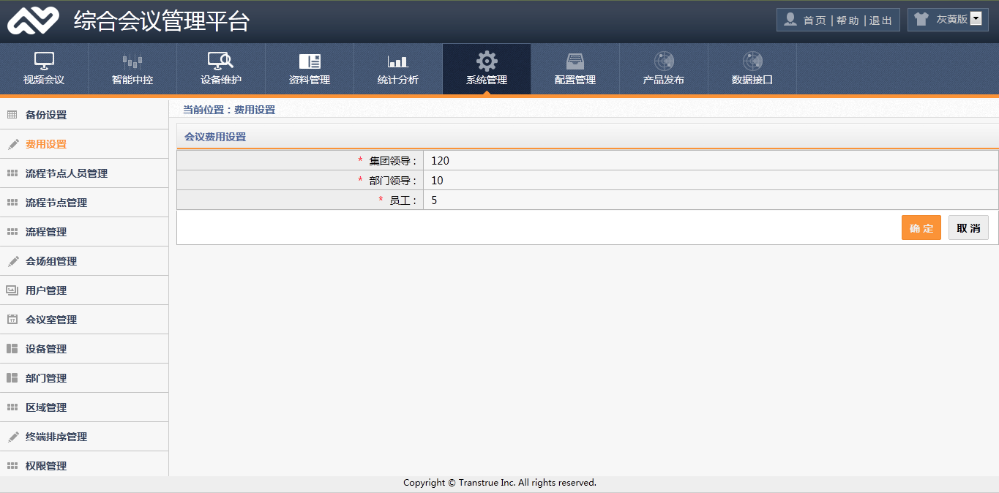 综合会议管理平台
首页 | 帮助 | 退出
灰黄版
视频会议
智能中控
设备维护
资料管理
统计分析
系统管理
配置管理
产品发布
数据接口
备份设置
费用设置
流程节点人员管理
流程节点管理
流程管理
会场组管理
用户管理
会议室管理
设备管理
部门管理
区域管理
终端排序管理
权限管理
当前位置：费用设置
会议费用设置
* 集团领导： 120
* 部门领导： 10
* 员工： 5
确 定
取 消
Copyright © Transtrue Inc. All rights reserved.